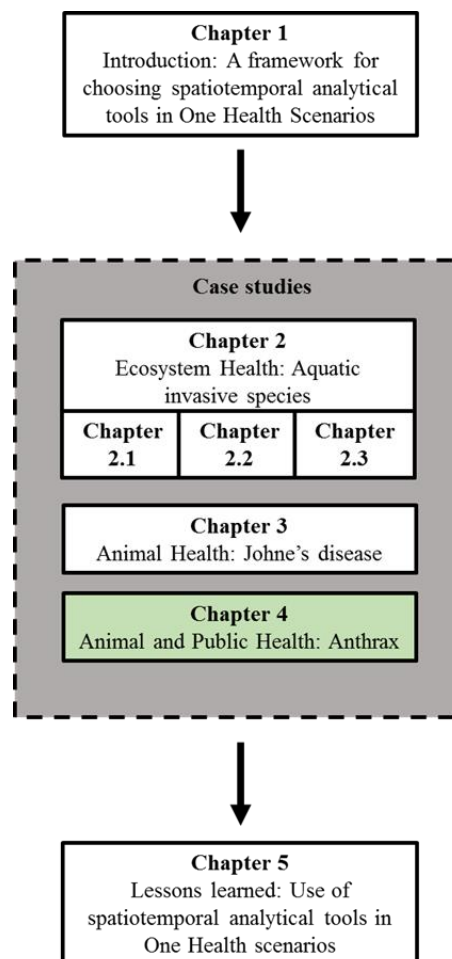 Chapter 1
Introduction: A framework for
choosing spatiotemporal analytical
tools in One Health Scenarios
Case studies
Chapter 2
Ecosystem Health: Aquatic
invasive species
Chapter
2.1
Chapter
2.2
Chapter
2.3
Chapter 3
Animal Health: Johne's disease
Chapter 4
Animal and Public Health: Anthrax
Chapter 5
Lessons learned: Use of
spatiotemporal analytical tools in
One Health scenarios